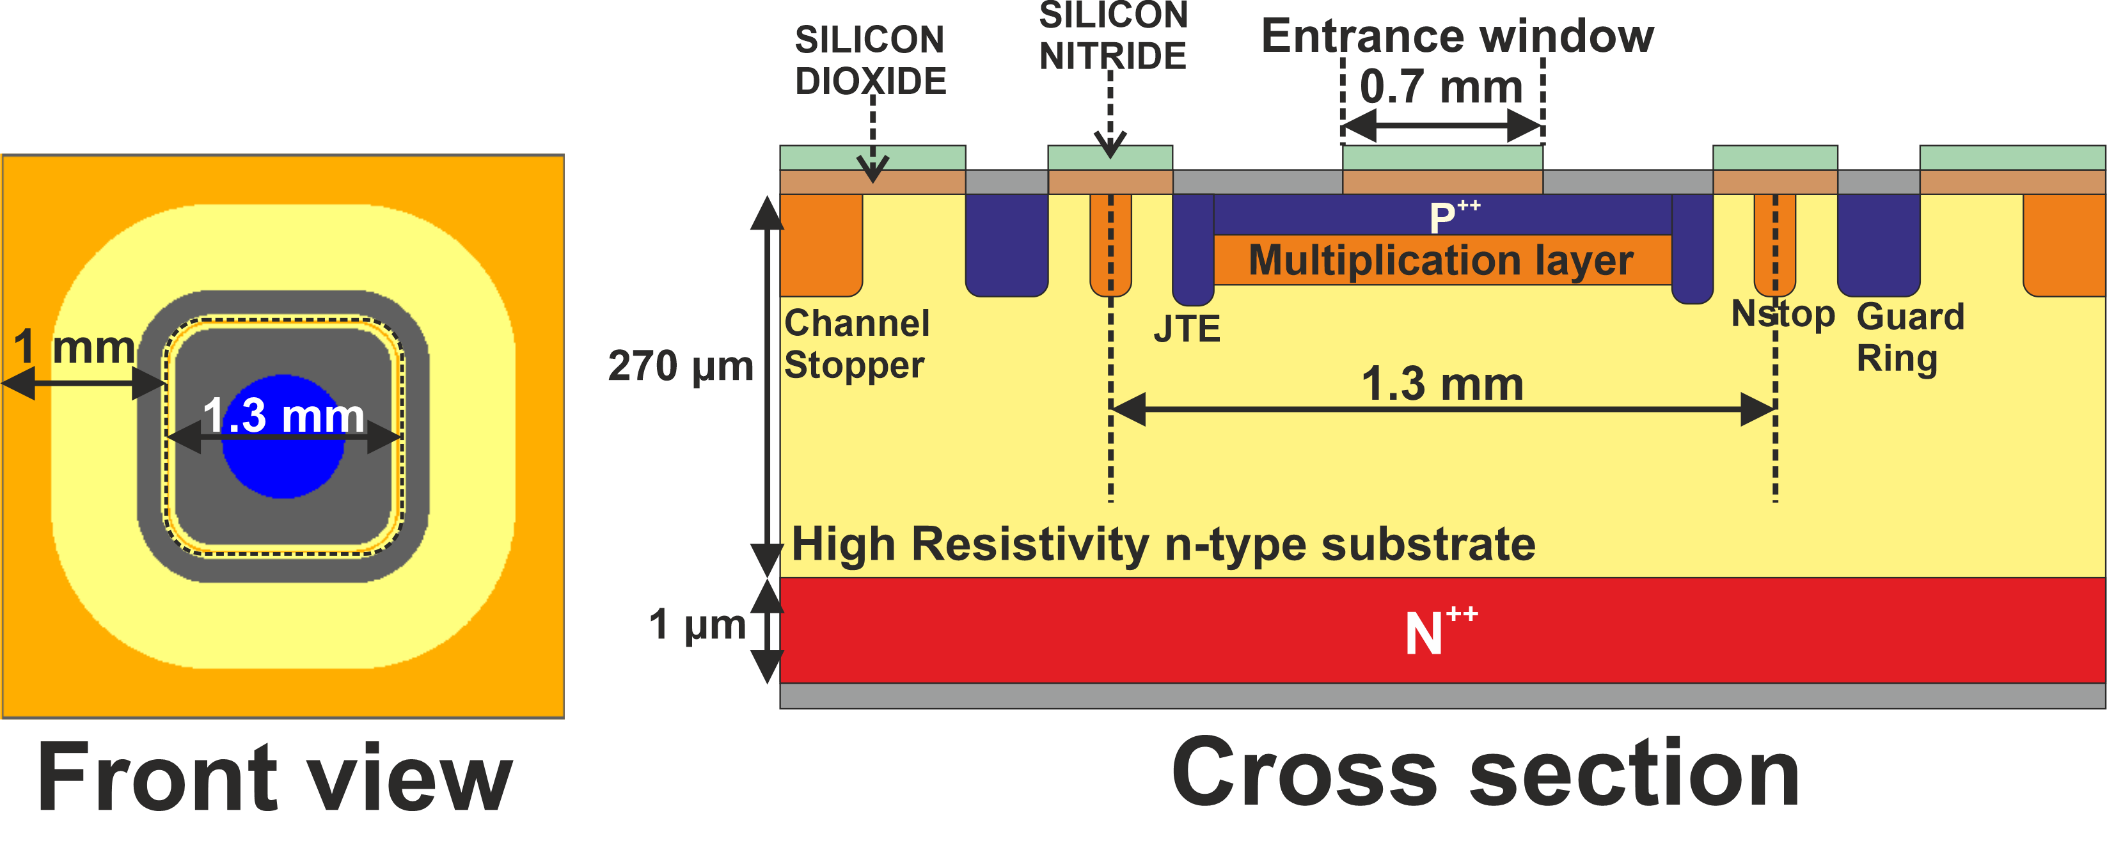 SILICON
DIOXIDE
SILICON
NITRIDE
Entrance window
0.7 mm
P++
Multiplication layer
1 mm
1.3 mm
Channel
Stopper
JTE
Nstop
Guard
Ring
270 µm
1.3 mm
High Resistivity n-type substrate
1 µm
N++
Front view
Cross section